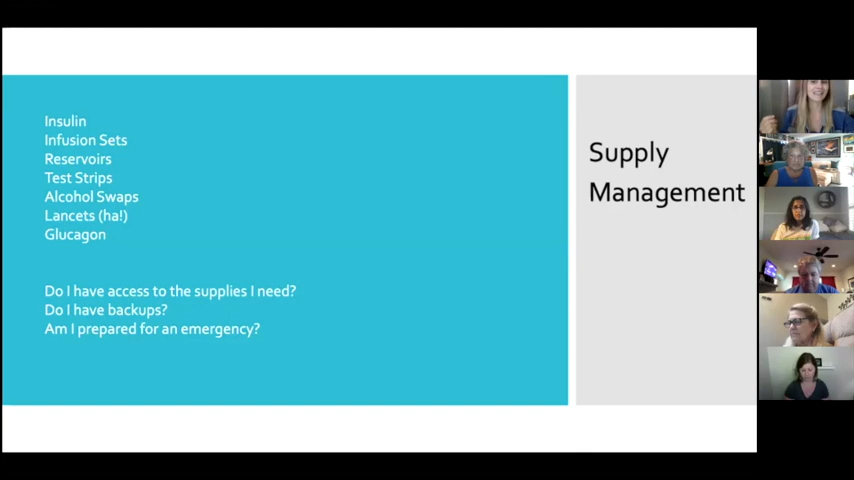 Insulin
Infusion Sets
Reservoirs
Test Strips
Alcohol Swaps
Lancets (ha!)
Glucagon
Do I have access to the supplies I need?
Do I have backups?
Am I prepared for an emergency?
Supply
Management